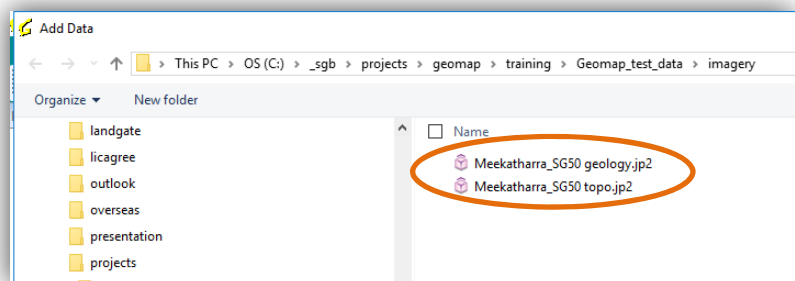 Add Data
This PC > OS (C:) > _sgb > projects > geomap > training > Geomap_test_data > imagery
Organize New folder
landgate Name
licagree Meekatharra_SG50 geology.jp2
outlook Meekatharra_SG50 topo.jp2
overseas
presentation
projects